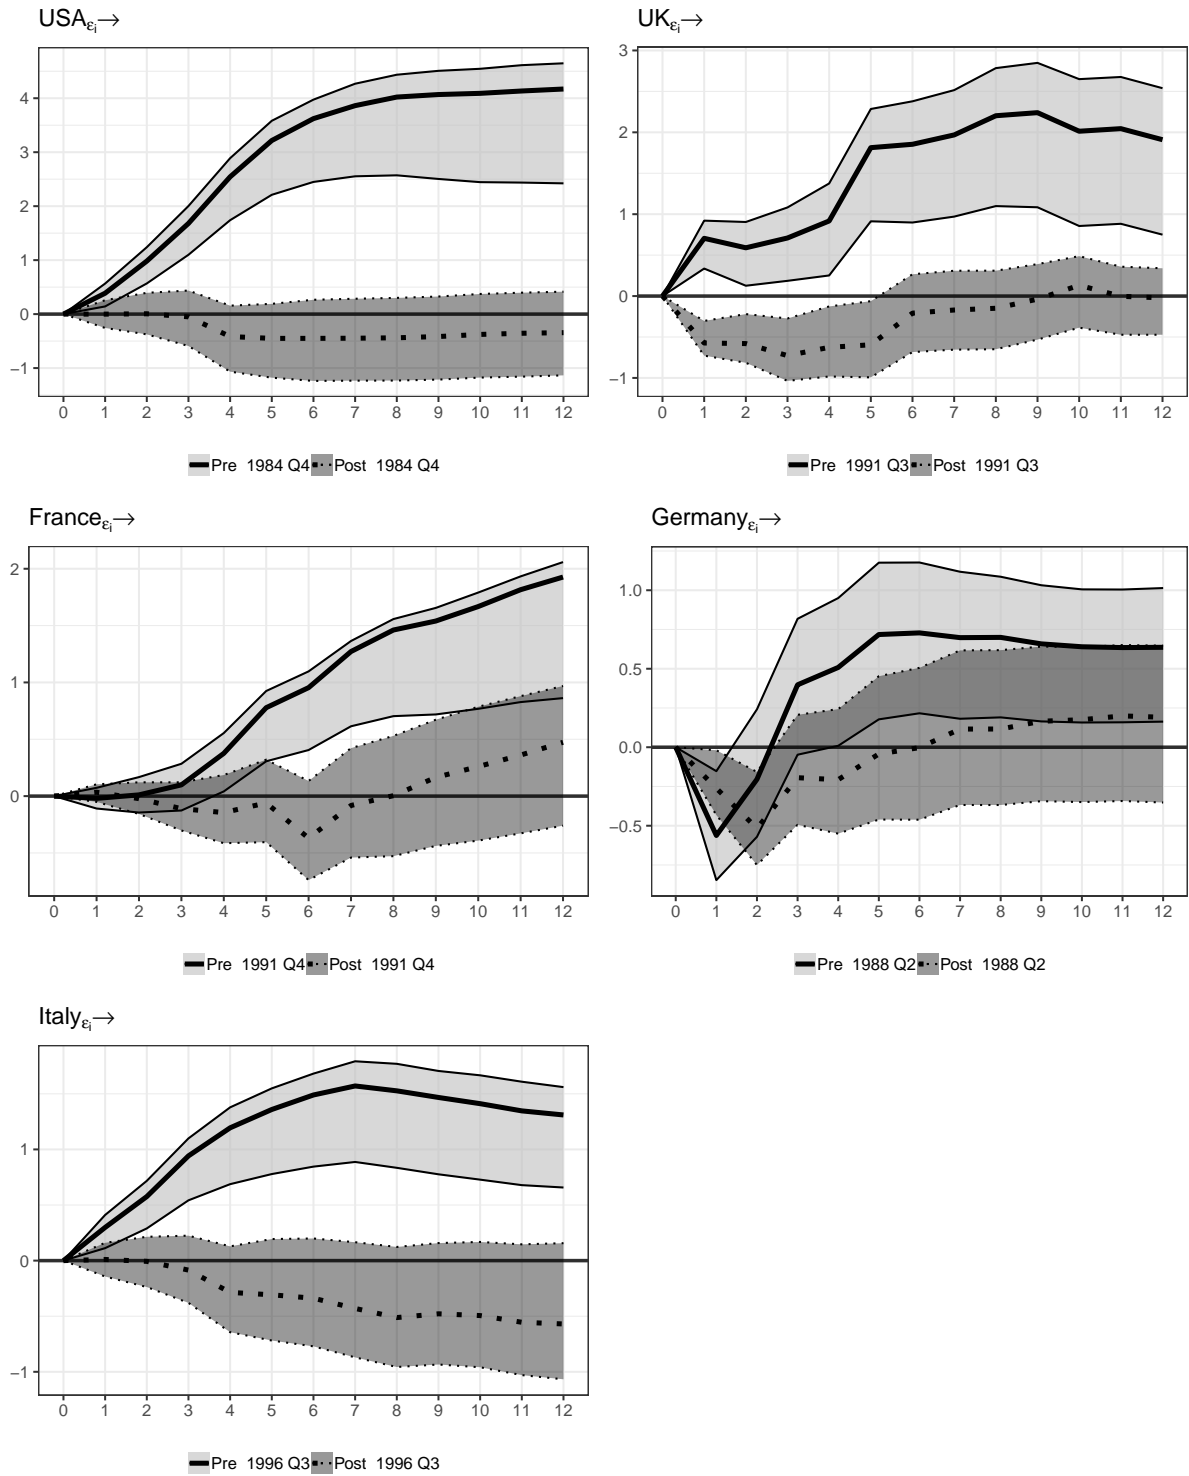 USAεi→
4
3
2
1
0
−1
0 1 2 3 4 5 6 7 8 9 10 11 12
Pre 1984 Q4 Post 1984 Q4
UKεi→
3
2
1
0
−1
0 1 2 3 4 5 6 7 8 9 10 11 12
Pre 1991 Q3 Post 1991 Q3
Franceεi→
2
1
0
0 1 2 3 4 5 6 7 8 9 10 11 12
Pre 1991 Q4 Post 1991 Q4
Germanyεi→
1.0
0.5
0.0
−0.5
0 1 2 3 4 5 6 7 8 9 10 11 12
Pre 1988 Q2 Post 1988 Q2
Italyεi→
1
0
−1
0 1 2 3 4 5 6 7 8 9 10 11 12
Pre 1996 Q3 Post 1996 Q3